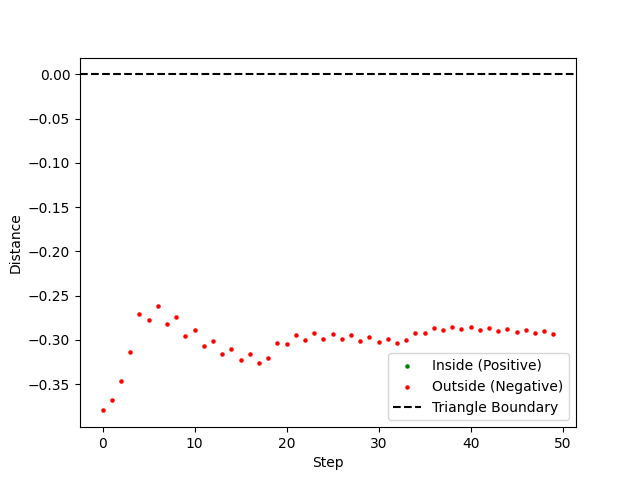 0.00
−0.05
−0.10
−0.15
−0.20
−0.25
−0.30
−0.35
Distance
Inside (Positive)
Outside (Negative)
Triangle Boundary
0 10 20 30 40 50
Step